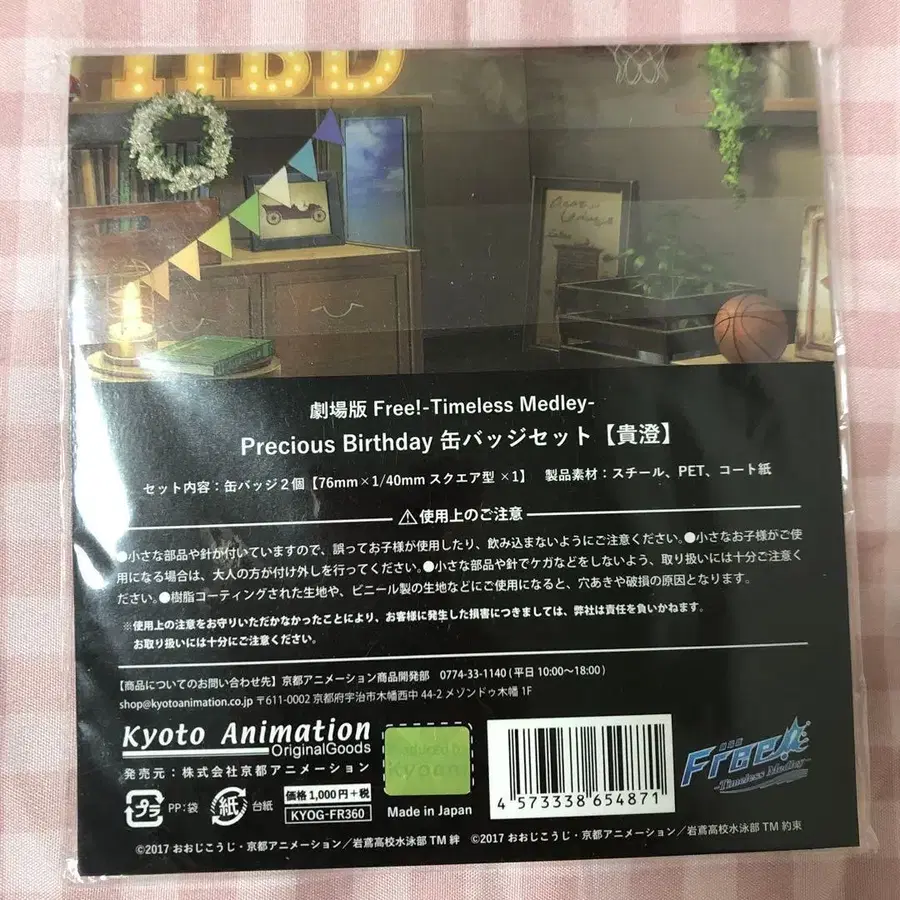 HBD
劇場版 Free!-Timeless Medley-
Precious Birthday 缶バッジセット【貴澄】
セット内容：缶バッジ2個【76mm×1/40mm スクエア型 ×1】 製品素材：スチール、PET、コート紙
⚠使用上のご注意
●小さな部品や針が付いていますので、誤ってお子様が使用したり、飲み込まないようにご注意ください。●小さなお子様がご使
用になる場合は、大人の方が付け外しを行ってください。●小さな部品や針でケガなどをしないよう、取り扱いには十分ご注意く
ださい。●樹脂コーティングされた生地や、ビニール製の生地などにご使用になると、穴あきや破損の原因となります。
※使用上の注意をお守りいただかなかったことにより、お客様に発生した損害につきましては、弊社は責任を負いかねます。
お取り扱いには十分にご注意ください。
【商品についてのお問い合わせ先】京都アニメーション商品開発部 0774-33-1140 (平日 10:00～18:00)
shop@kyotoanimation.co.jp 〒611-0002 京都府宇治市木幡西中 44-2 メゾンドゥ木幡 1F
Kyoto Animation
OriginalGoods
発売元：株式会社京都アニメーション
Produced by
Kyoani
Made in Japan
プラ PP:袋 紙 台紙
価格1,000円+税
KYOG-FR360
4 573338 654871
劇場版
Free!
-Timeless Medley-
©2017 おおじこうじ・京都アニメーション／岩鳶高校水泳部 TM 絆 ©2017 おおじこうじ・京都アニメーション／岩鳶高校水泳部 TM 約束